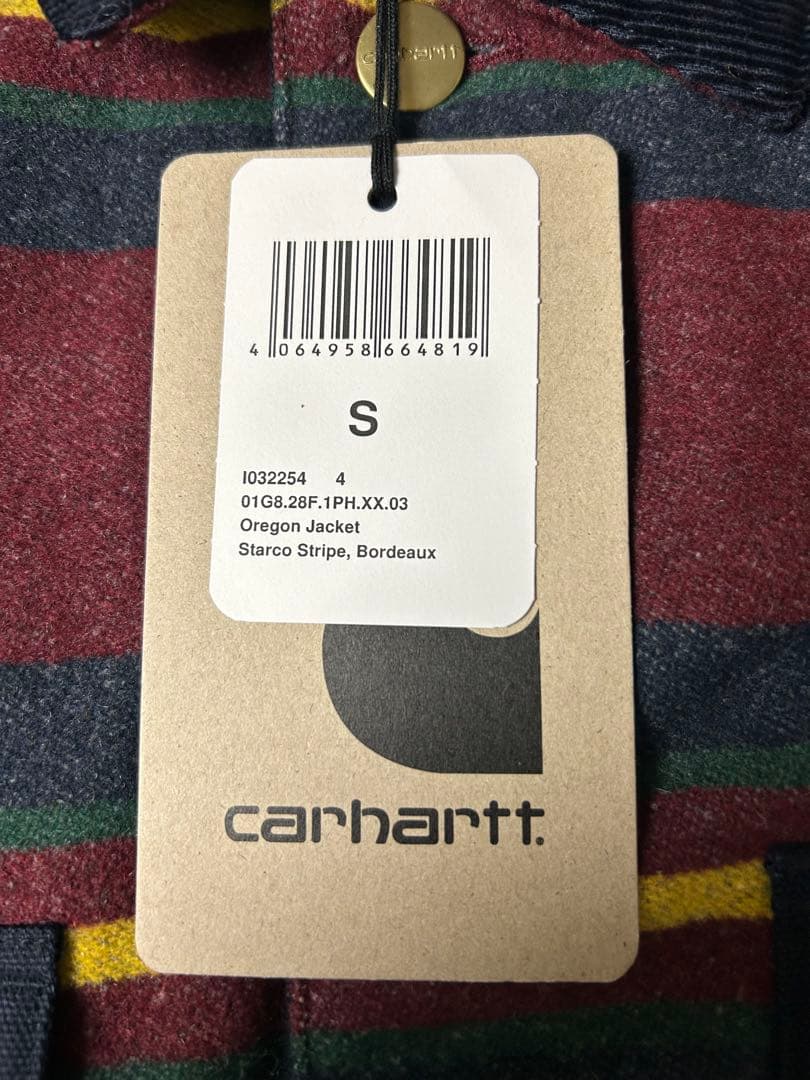 carhartt
4 064958 664819
S
I032254 4
01G8.28F.1PH.XX.03
Oregon Jacket
Starco Stripe, Bordeaux
carhartt.